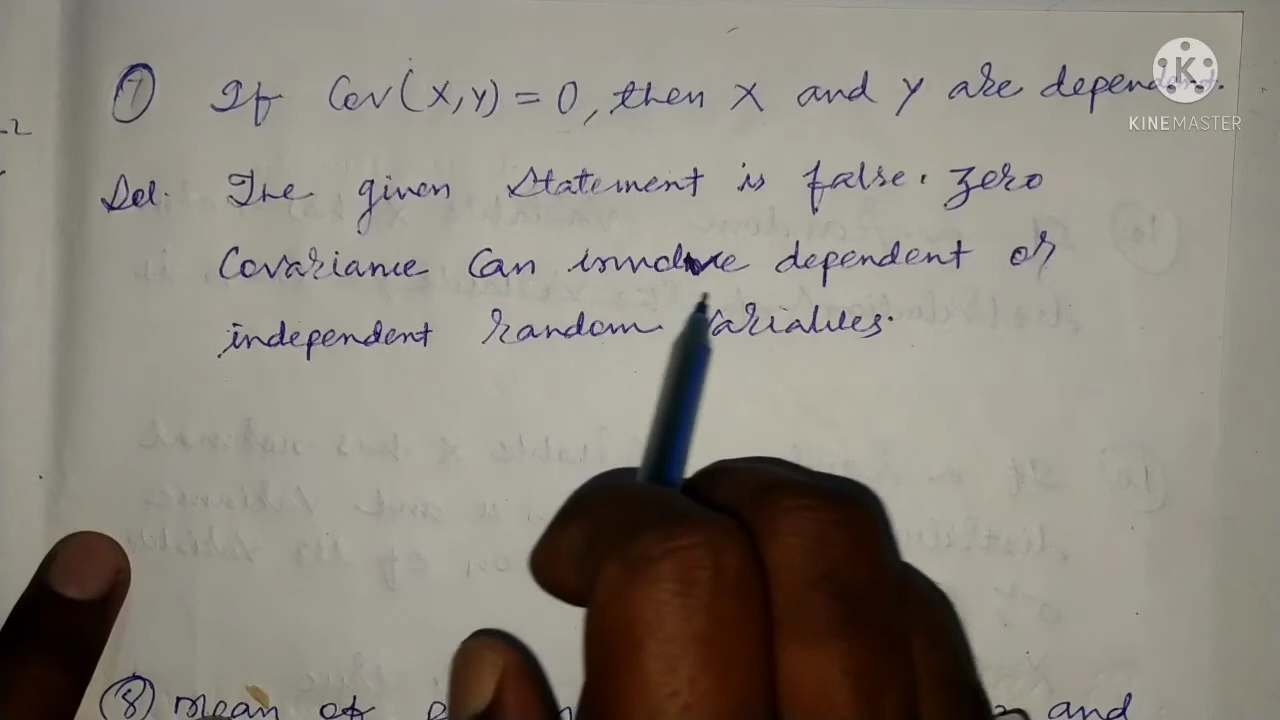 K
KINEMASTER
⑦ If Cov(X,Y) = 0, then X and Y are dependent.
Sol. The given statement is false. Zero
Covariance Can dependent or
independent random variables.
⑧ mean of and